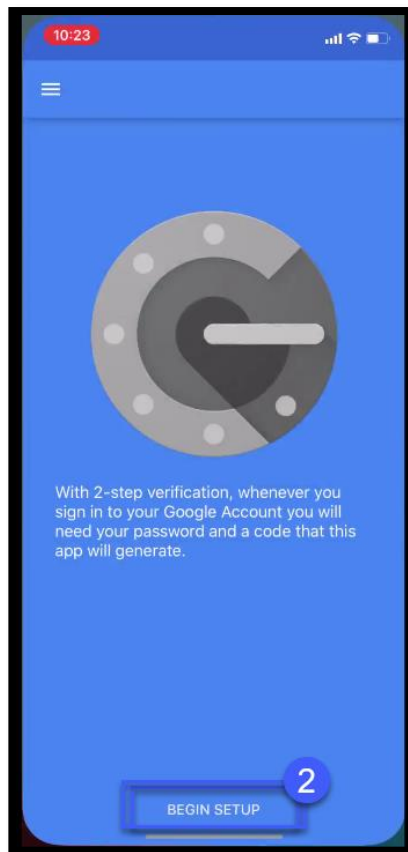 10:23
With 2-step verification, whenever you
sign in to your Google Account you will
need your password and a code that this
app will generate.
2
BEGIN SETUP